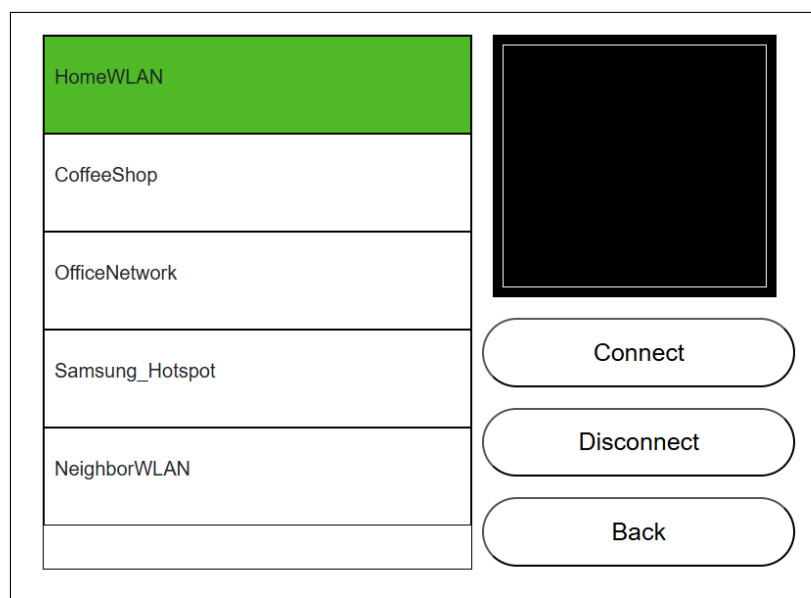 HomeWLAN
CoffeeShop
OfficeNetwork
Samsung_Hotspot
NeighborWLAN
Connect
Disconnect
Back